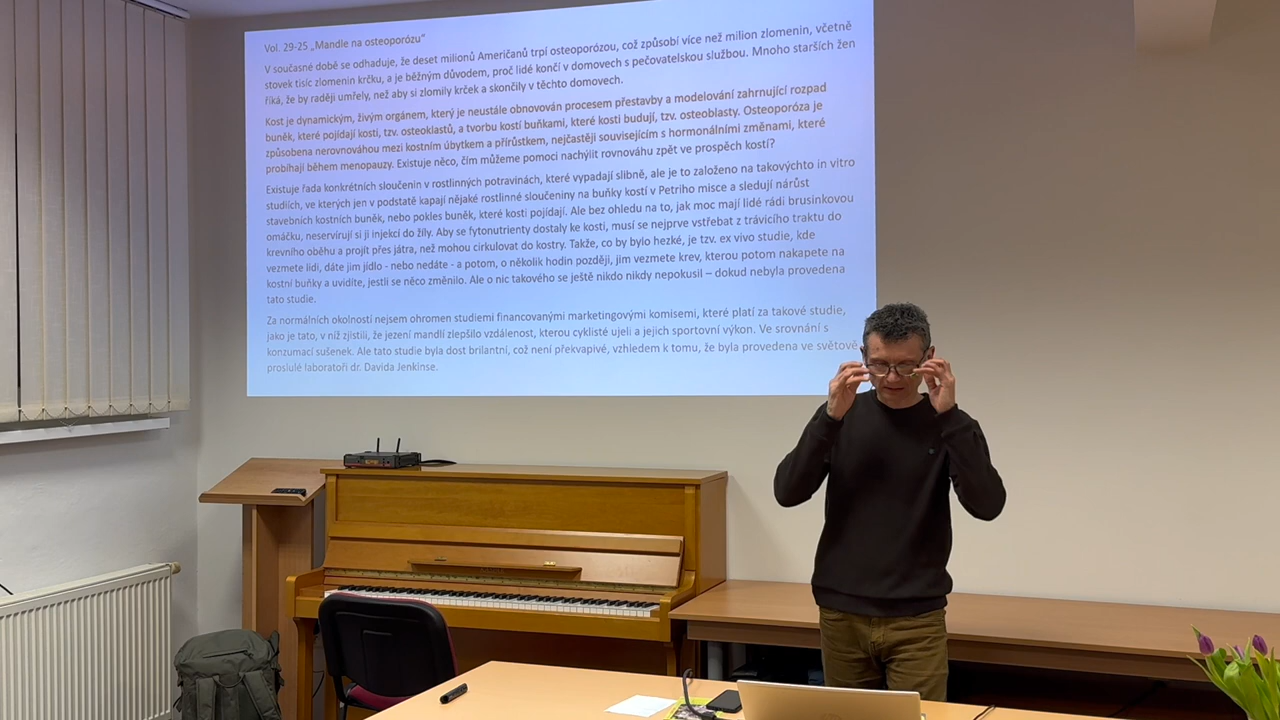 Vol. 29-25 „Mandle na osteoporózu“
V současné době se odhaduje, že deset milionů Američanů trpí osteoporózou, což způsobí více než milion zlomenin, včetně
stovek tisíc zlomenin krčku, a je běžným důvodem, proč lidé končí v domovech s pečovatelskou službou. Mnoho starších žen
říká, že by raději umřely, než aby si zlomily krček a skončily v těchto domovech.
Kost je dynamickým, živým orgánem, který je neustále obnovován procesem přestavby a modelování zahrnující rozpad
buněk, které pojídají kosti, tzv. osteoklastů, a tvorbu kostí buňkami, které kosti budují, tzv. osteoblasty. Osteoporóza je
způsobena nerovnováhou mezi kostním úbytkem a přírůstkem, nejčastěji souvisejícím s hormonálními změnami, které
probíhají během menopauzy. Existuje něco, čím můžeme pomoci nachýlit rovnováhu zpět ve prospěch kostí?
Existuje řada konkrétních sloučenin v rostlinných potravinách, které vypadají slibně, ale je to založeno na takovýchto in vitro
studiích, ve kterých jen v podstatě kapají nějaké rostlinné sloučeniny na buňky kostí v Petriho misce a sledují nárůst
stavebních kostních buněk, nebo pokles buněk, které kosti pojídají. Ale bez ohledu na to, jak moc mají lidé rádi brusinkovou
omáčku, neservírují si ji injekcí do žíly. Aby se fytonutrienty dostaly ke kosti, musí se nejprve vstřebat z trávicího traktu do
krevního oběhu a projít přes játra, než mohou cirkulovat do kostry. Takže, co by bylo hezké, je tzv. ex vivo studie, kde
vezmete lidi, dáte jim jídlo - nebo nedáte - a potom, o několik hodin později, jim vezmete krev, kterou potom nakapete na
kostní buňky a uvidíte, jestli se něco změnilo. Ale o nic takového se ještě nikdo nikdy nepokusil – dokud nebyla provedena
tato studie.
Za normálních okolností nejsem ohromen studiemi financovanými marketingovými komisemi, které platí za takové studie,
jako je tato, v níž zjistili, že jezení mandlí zlepšilo vzdálenost, kterou cyklisté ujeli a jejich sportovní výkon. Ve srovnání s
konzumací sušenek. Ale tato studie byla dost brilantní, což není překvapivé, vzhledem k tomu, že byla provedena ve světově
proslulé laboratoři dr. Davida Jenkinse.